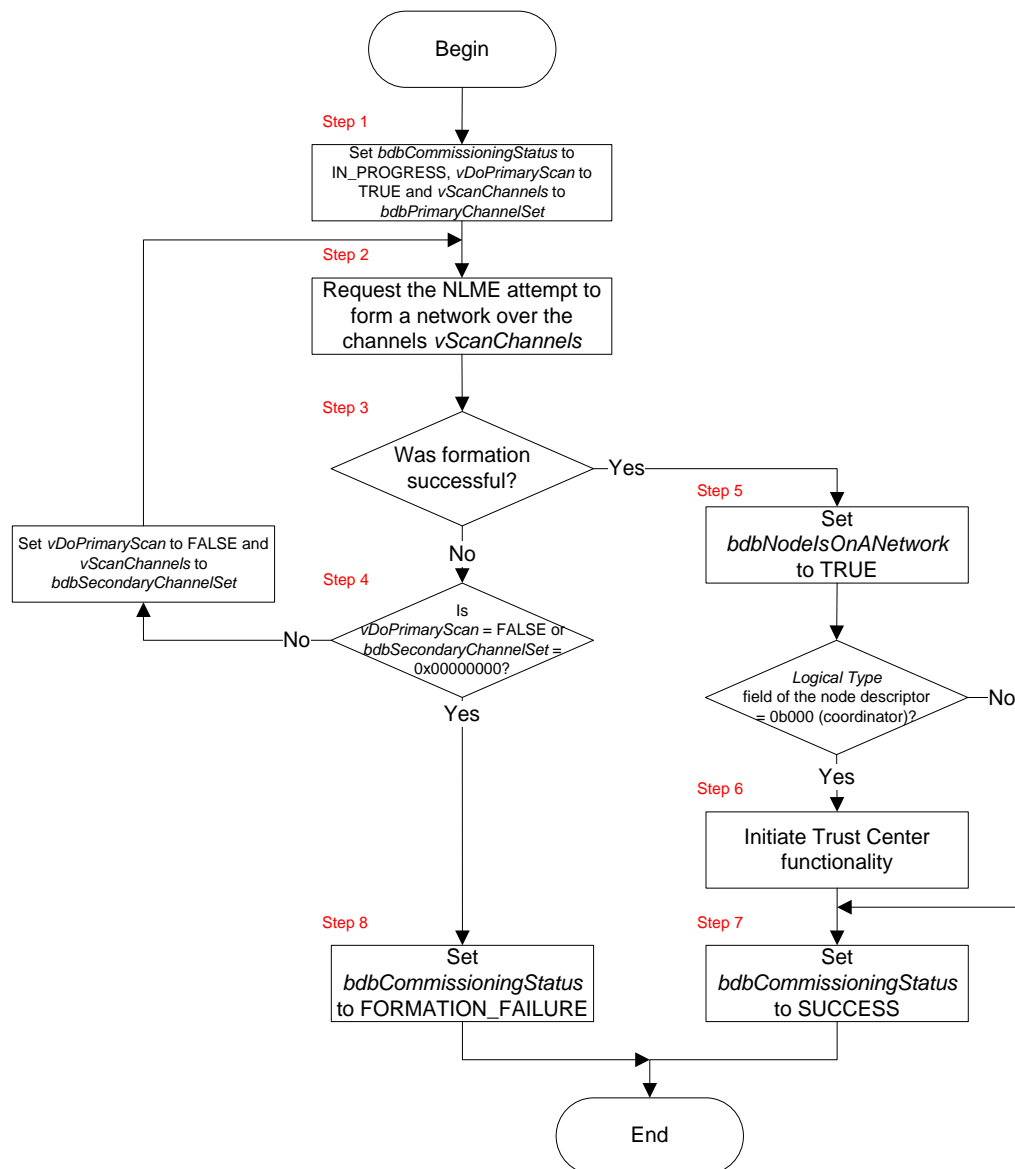 Begin
Step 1
Set bdbCommissioningStatus to
IN_PROGRESS, vDoPrimaryScan to
TRUE and vScanChannels to
bdbPrimaryChannelSet
Step 2
Request the NLME attempt to
form a network over the
channels vScanChannels
Step 3
Was formation
successful?
Yes
No
Step 4
Is
vDoPrimaryScan = FALSE or
bdbSecondaryChannelSet =
0x00000000?
No
Set vDoPrimaryScan to FALSE and
vScanChannels to
bdbSecondaryChannelSet
Yes
Step 5
Set
bdbNodeIsOnANetwork
to TRUE
Logical Type
field of the node descriptor
= 0b000 (coordinator)?
No
Yes
Step 6
Initiate Trust Center
functionality
Step 8
Set
bdbCommissioningStatus
to FORMATION_FAILURE
Step 7
Set
bdbCommissioningStatus
to SUCCESS
End